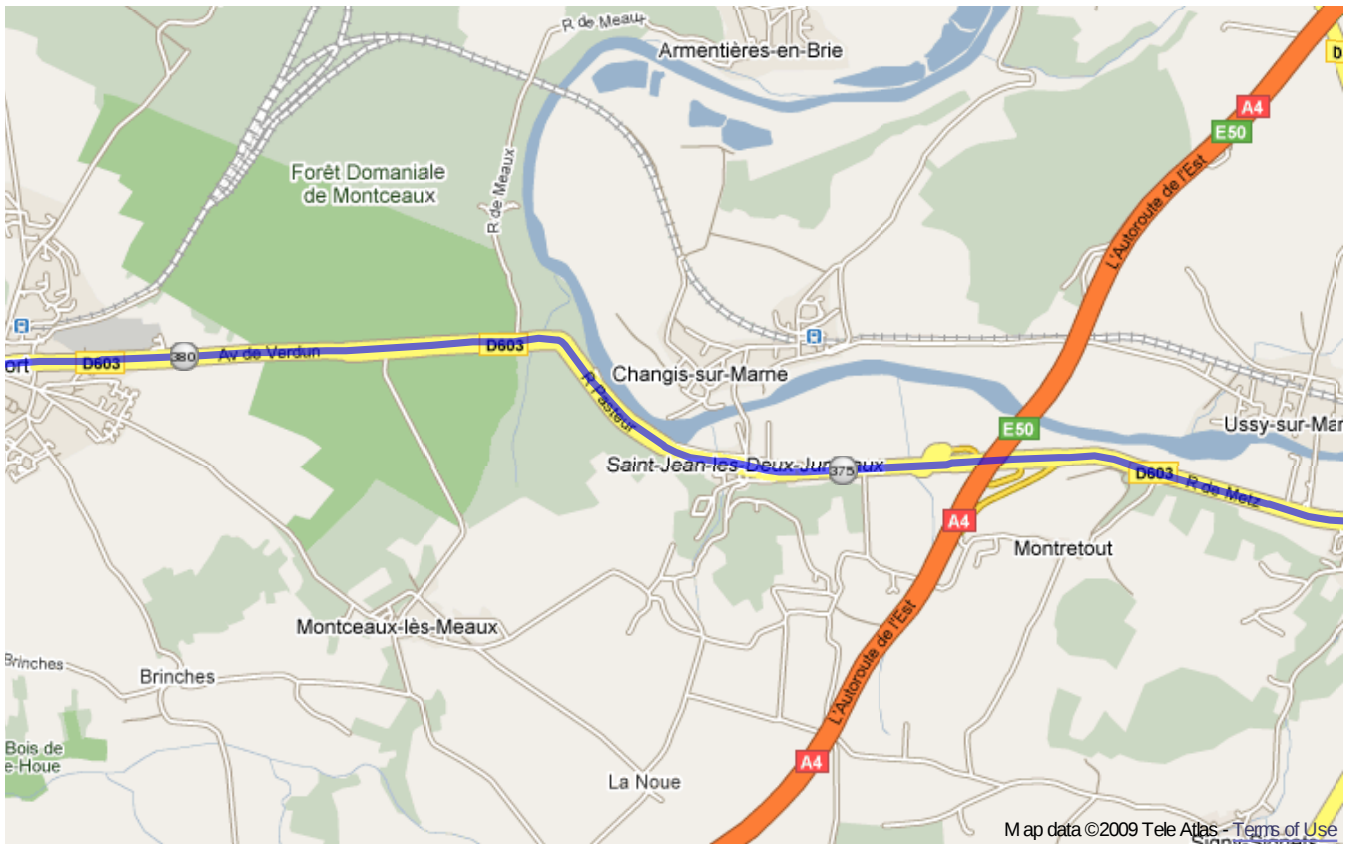 R de Meaux
Armentières-en-Brie
D
A4
E50
Forêt Domaniale
de Montceaux
R de Meaux
L'Autoroute de l'Est
ort
D603
380
Av de Verdun
D603
Changis-sur-Marne
R Pasteur
E50
Ussy-sur-Mar
Saint-Jean-les-Deux-Jumeaux
375
D603
R de Metz
A4
Montretout
Montceaux-lès-Meaux
L'Autoroute de l'Est
Brinches
Brinches
Bois de
e-Houe
A4
La Noue
Map data ©2009 Tele Atlas - Terms of Use
Signy-Signets